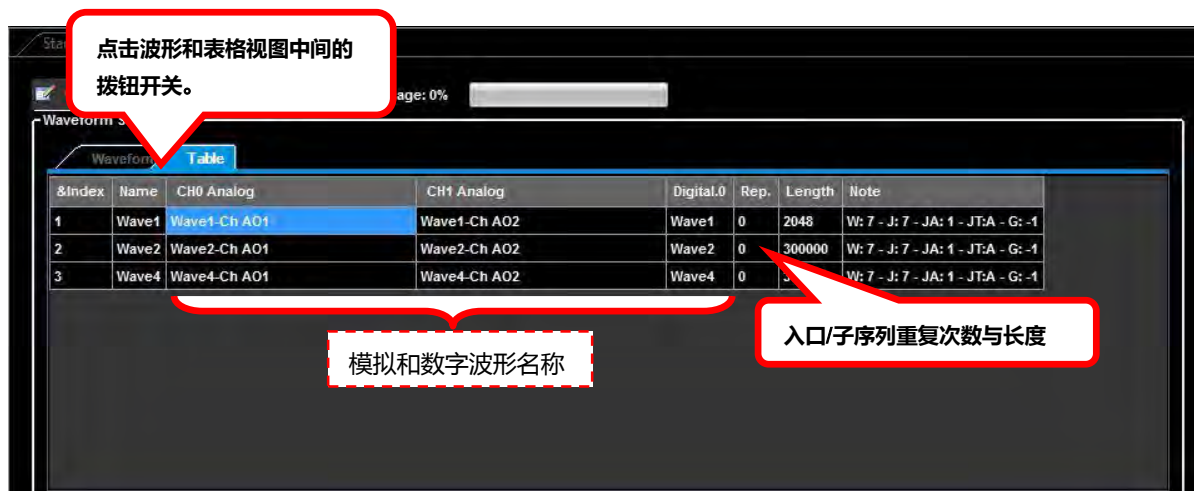 点击波形和表格视图中间的
拨钮开关。
age: 0%
Table
&Index Name CH0 Analog CH1 Analog Digital.0 Rep. Length Note
1 Wave1 Wave1-Ch AO1 Wave1-Ch AO2 Wave1 0 2048 W: 7 - J: 7 - JA: 1 - JT:A - G: -1
2 Wave2 Wave2-Ch AO1 Wave2-Ch AO2 Wave2 0 300000 W: 7 - J: 7 - JA: 1 - JT:A - G: -1
3 Wave4 Wave4-Ch AO1 Wave4-Ch AO2 Wave4 0 W: 7 - J: 7 - JA: 1 - JT:A - G: -1
入口/子序列重复次数与长度
模拟和数字波形名称